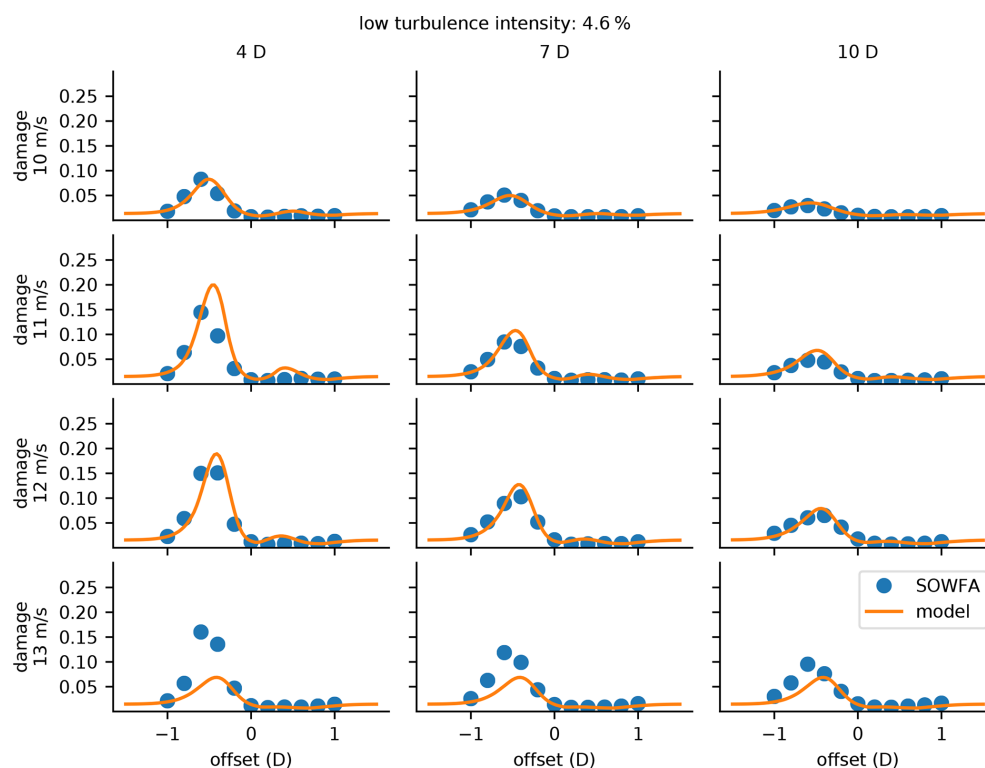 low turbulence intensity: 4.6 %
4 D
7 D
10 D
damage
10 m/s
0.25
0.20
0.15
0.10
0.05
damage
11 m/s
0.25
0.20
0.15
0.10
0.05
damage
12 m/s
0.25
0.20
0.15
0.10
0.05
damage
13 m/s
0.25
0.20
0.15
0.10
0.05
SOWFA
model
−1 0 1
−1 0 1
−1 0 1
offset (D)
offset (D)
offset (D)